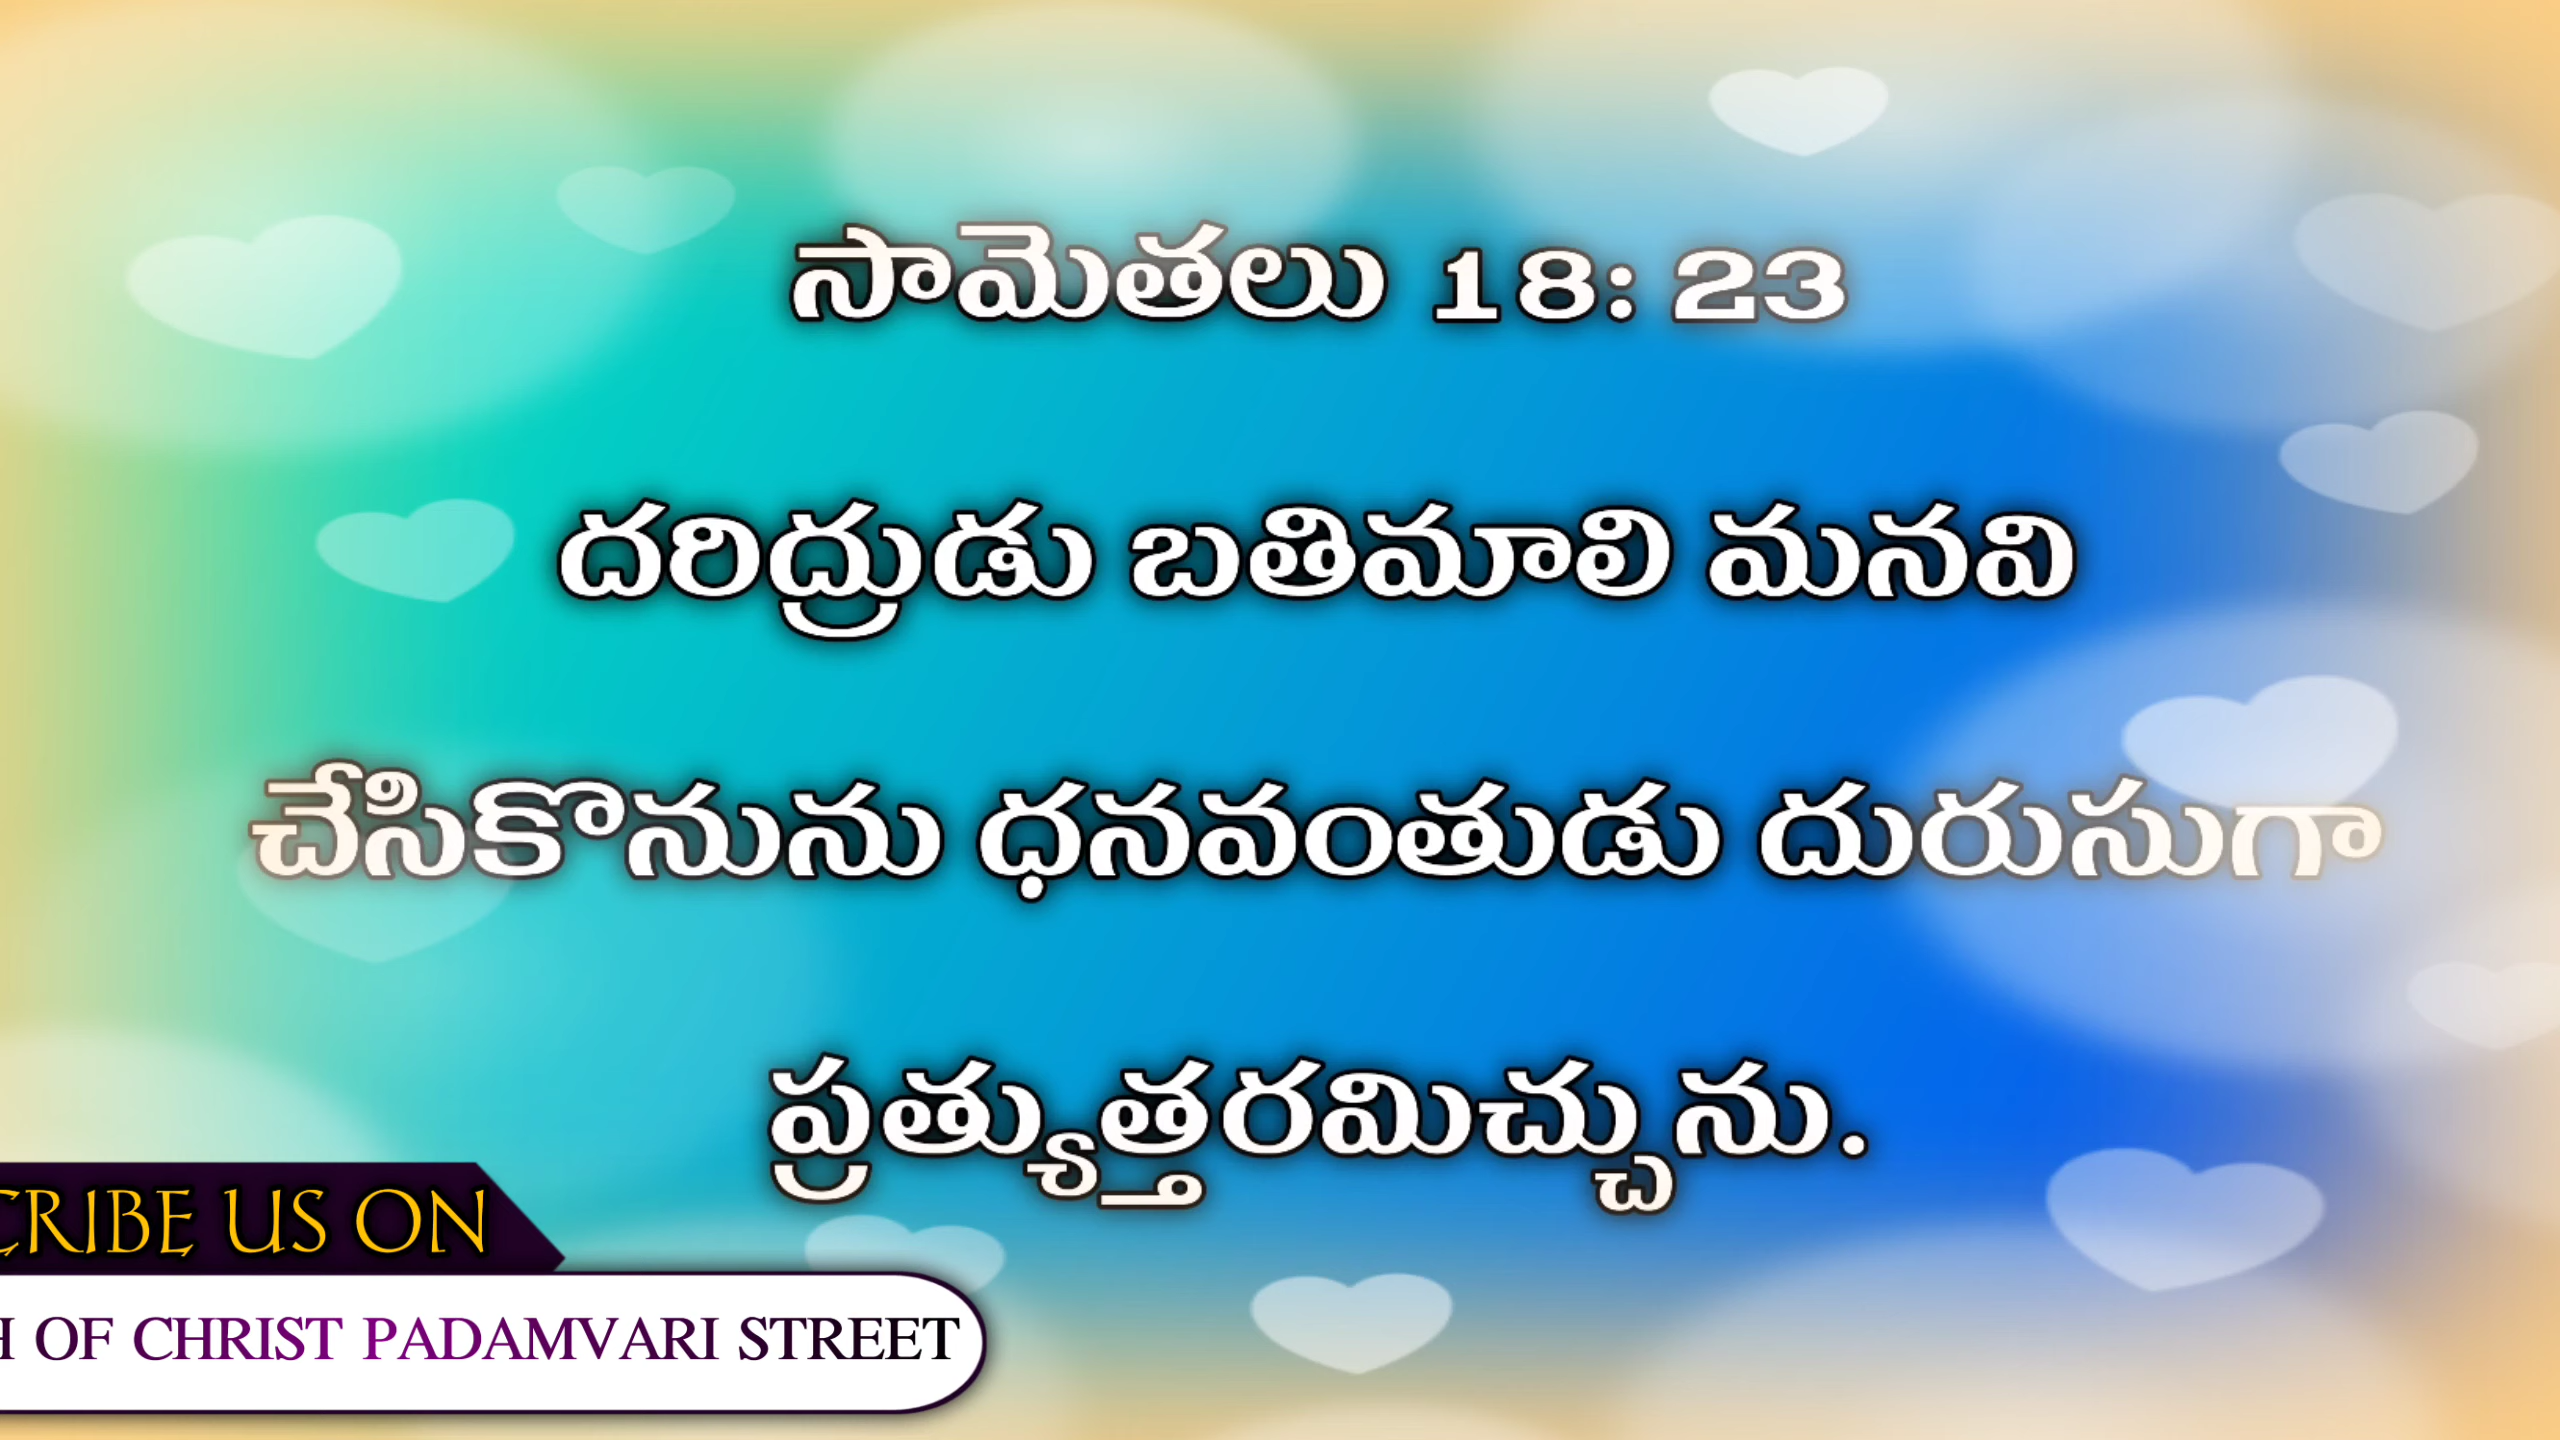 సామెతలు 18: 23
దరిద్రుడు బతిమాలి మనవి
చేసికొనును ధనవంతుడు దురుసుగా
ప్రత్యుత్తరమిచ్చును.
CRIBE US ON
H OF CHRIST PADAMVARI STREET